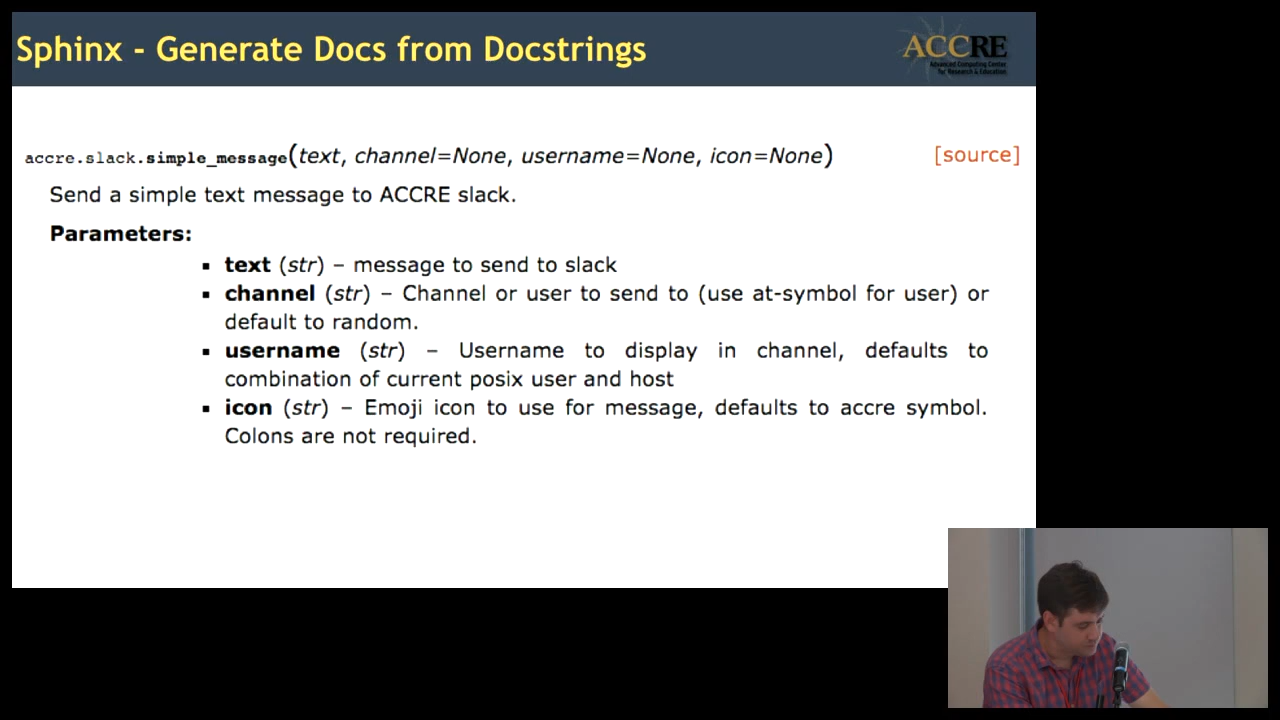 Sphinx - Generate Docs from Docstrings
ACCRE
Advanced Computing Center
for Research & Education
accre.slack.simple_message(text, channel=None, username=None, icon=None) [source]
Send a simple text message to ACCRE slack.
Parameters:
▪ text (str) – message to send to slack
▪ channel (str) – Channel or user to send to (use at-symbol for user) or
default to random.
▪ username (str) – Username to display in channel, defaults to
combination of current posix user and host
▪ icon (str) – Emoji icon to use for message, defaults to accre symbol.
Colons are not required.